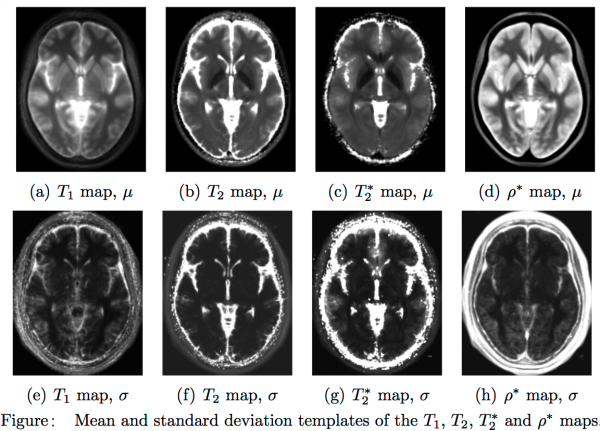 (a) T₁ map, μ (b) T₂ map, μ (c) T₂* map, μ (d) ρ* map, μ
(e) T₁ map, σ (f) T₂ map, σ (g) T₂* map, σ (h) ρ* map, σ
Figure: Mean and standard deviation templates of the T₁, T₂, T₂* and ρ* maps.